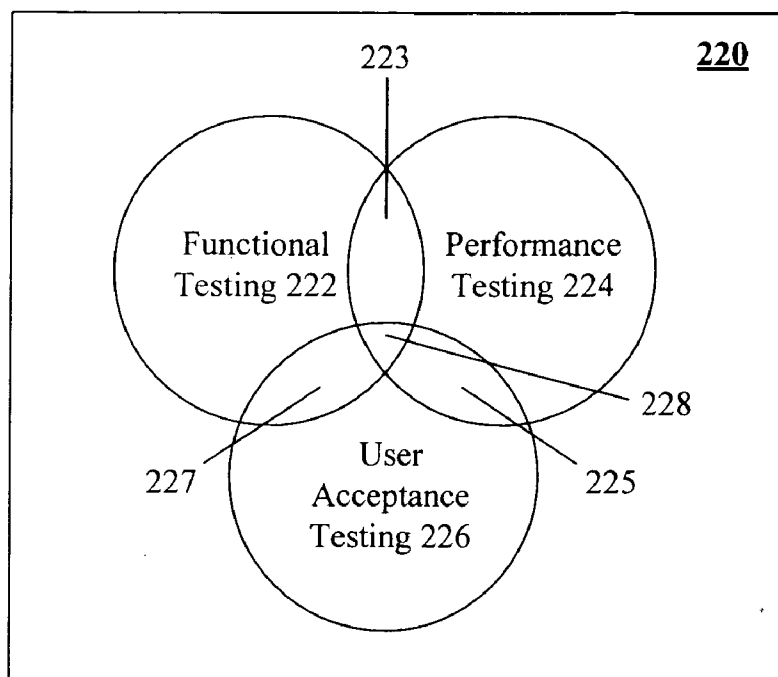 220
223
Functional
Testing 222
Performance
Testing 224
228
227
225
User
Acceptance
Testing 226